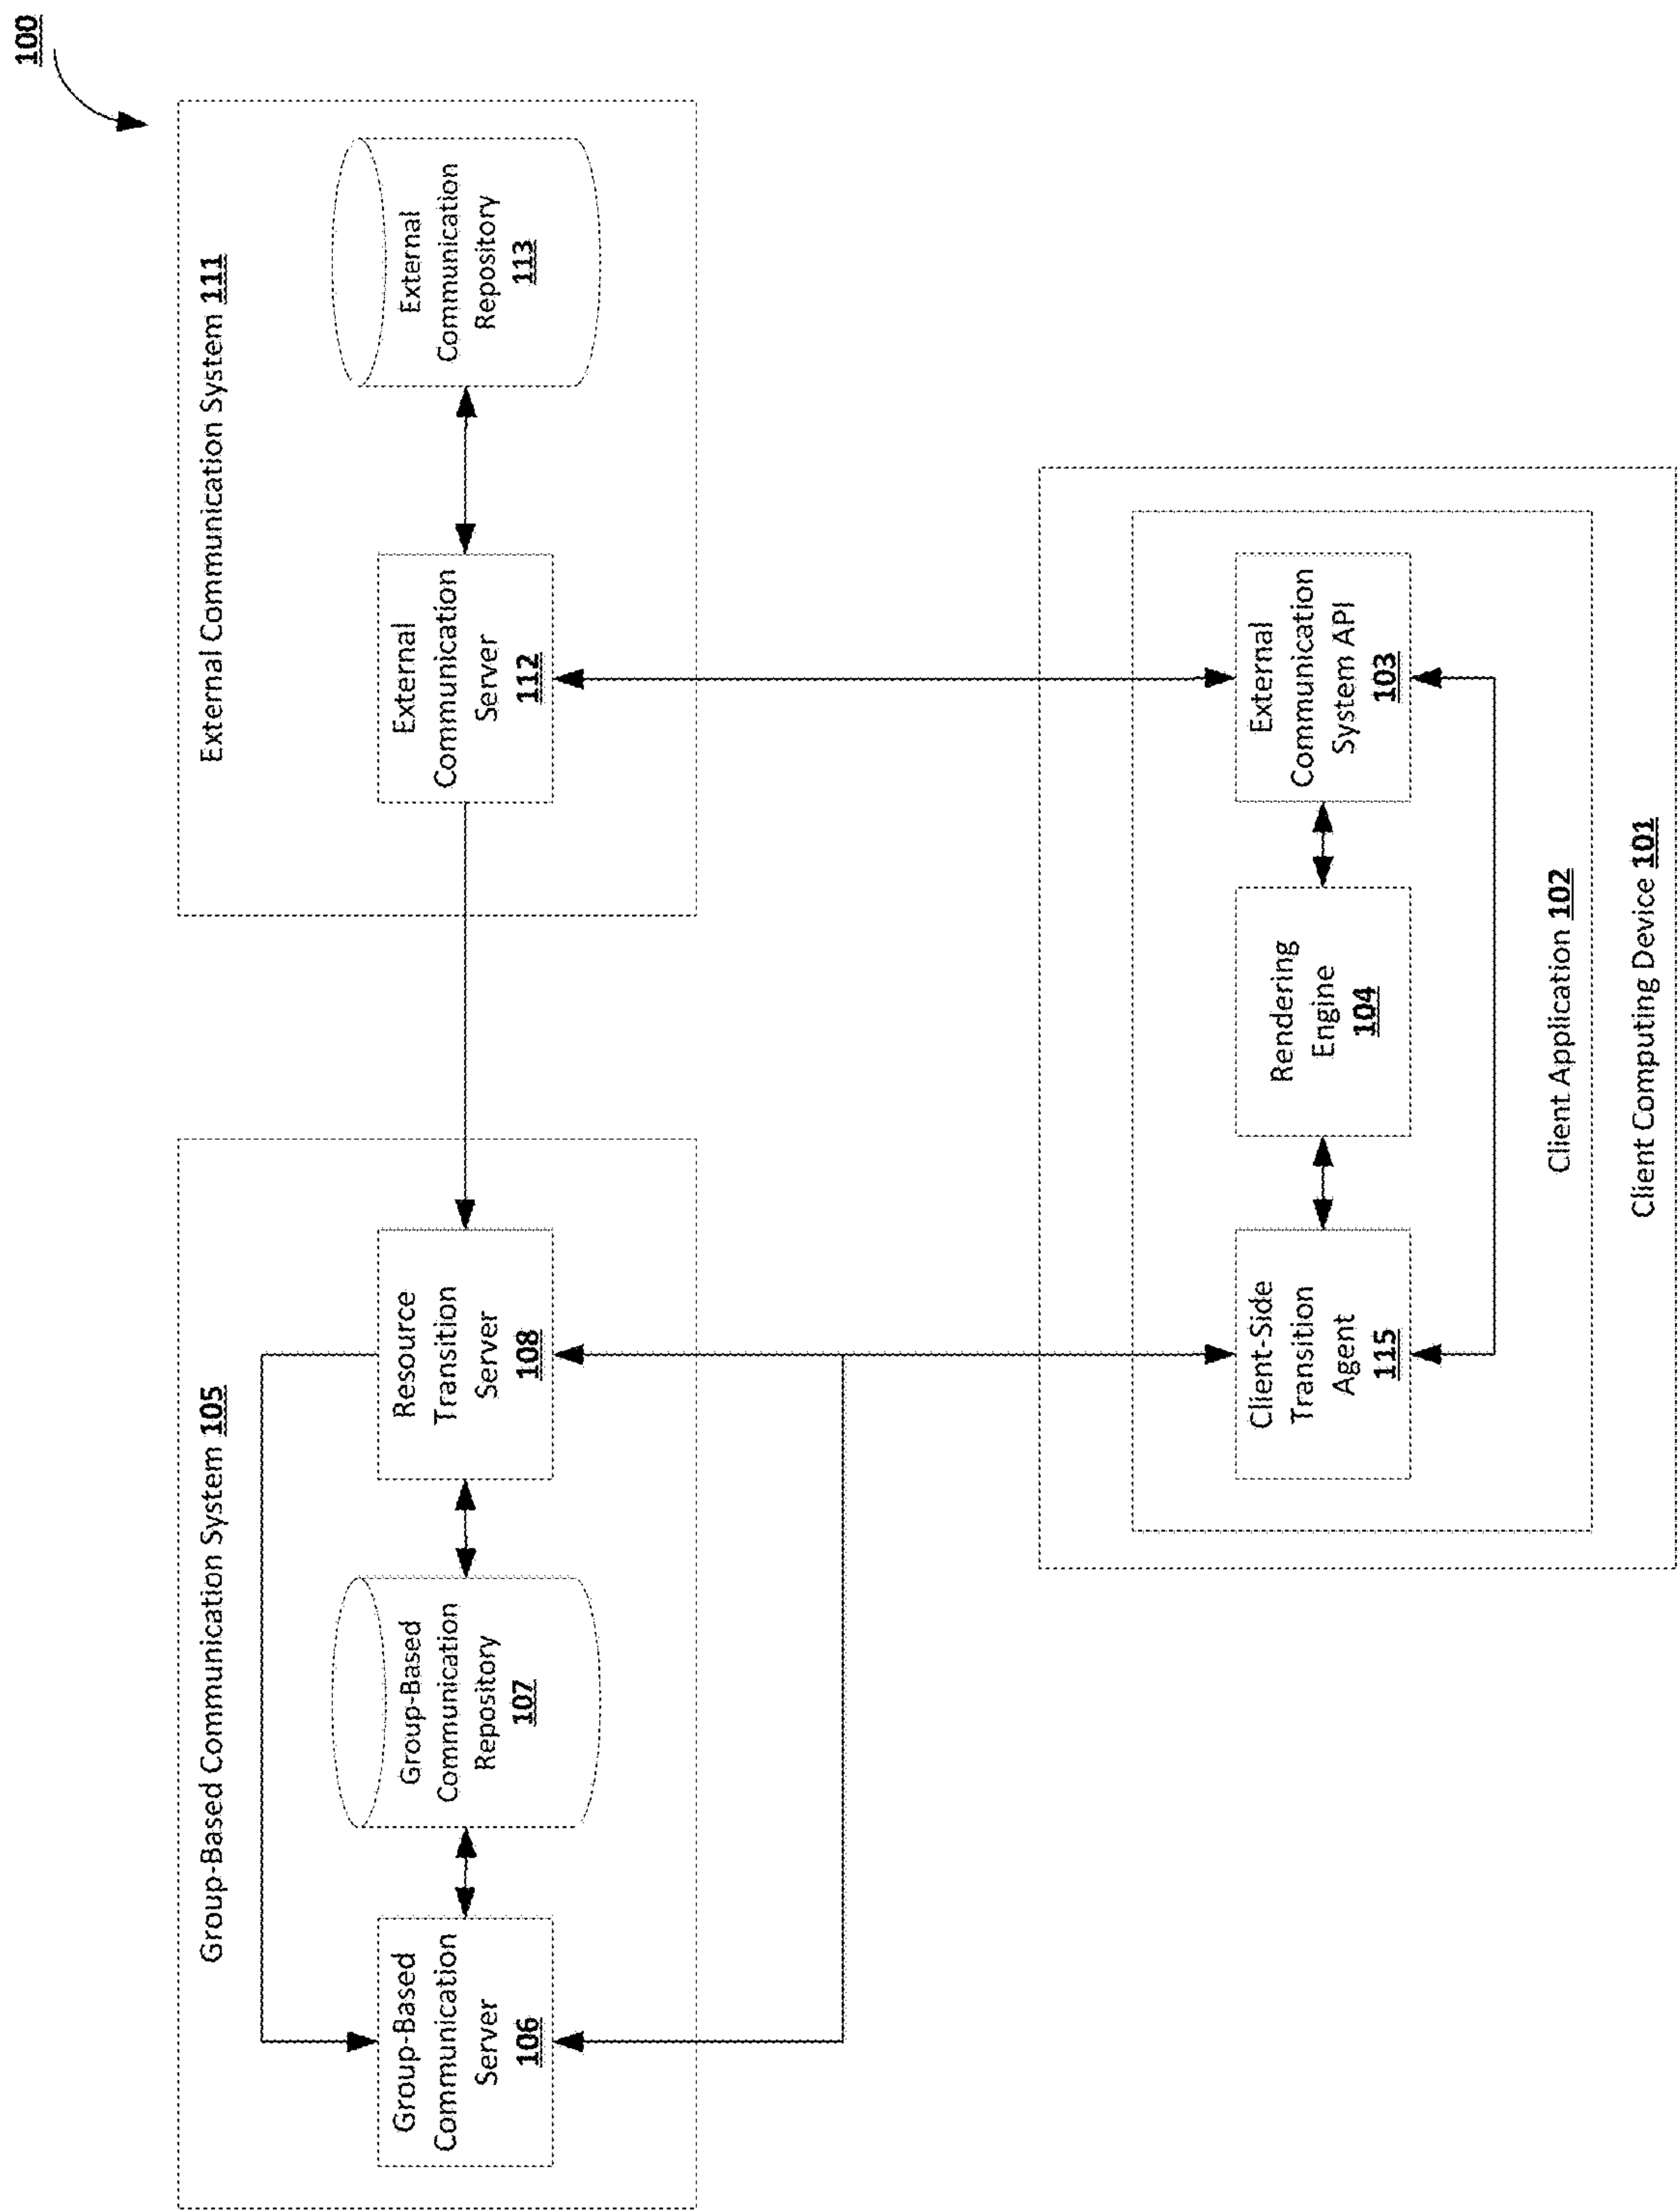 100
Group-Based Communication System 105
Group-Based
Communication
Server
106
Group-Based
Communication
Repository
107
Resource
Transition
Server
108
External Communication System 111
External
Communication
Server
112
External
Communication
Repository
113
Client-Side
Transition
Agent
115
Rendering
Engine
104
External
Communication
System API
103
Client Application 102
Client Computing Device 101